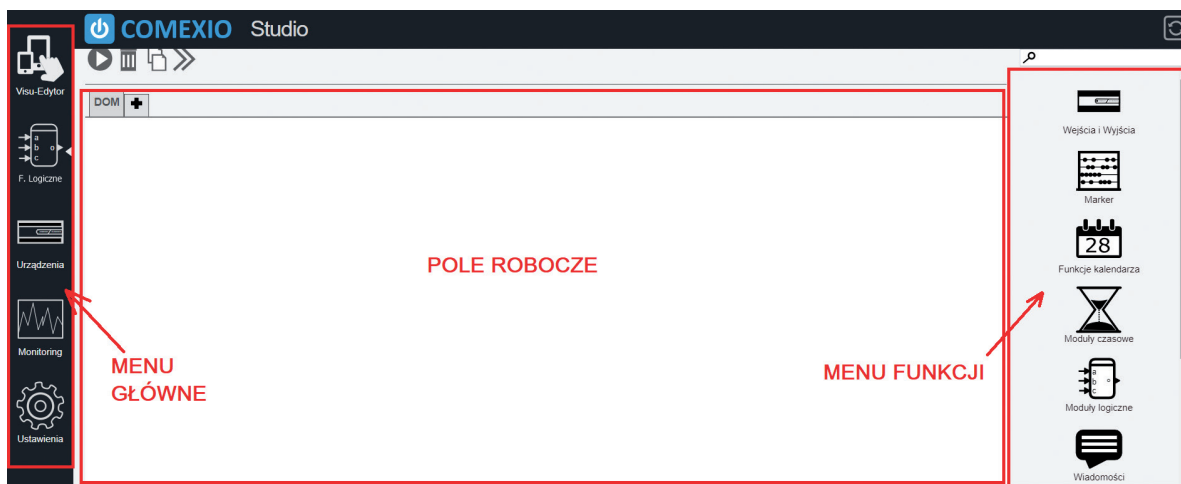 COMEXIO Studio
Visu-Edytor
a
b o
c
F. Logiczne
Urządzenia
Monitoring
Ustawienia
DOM
POLE ROBOCZE
MENU
GŁÓWNE
MENU FUNKCJI
Wejścia i Wyjścia
Marker
28
Funkcje kalendarza
Moduły czasowe
a
b o
c
Moduły logiczne
Wiadomości